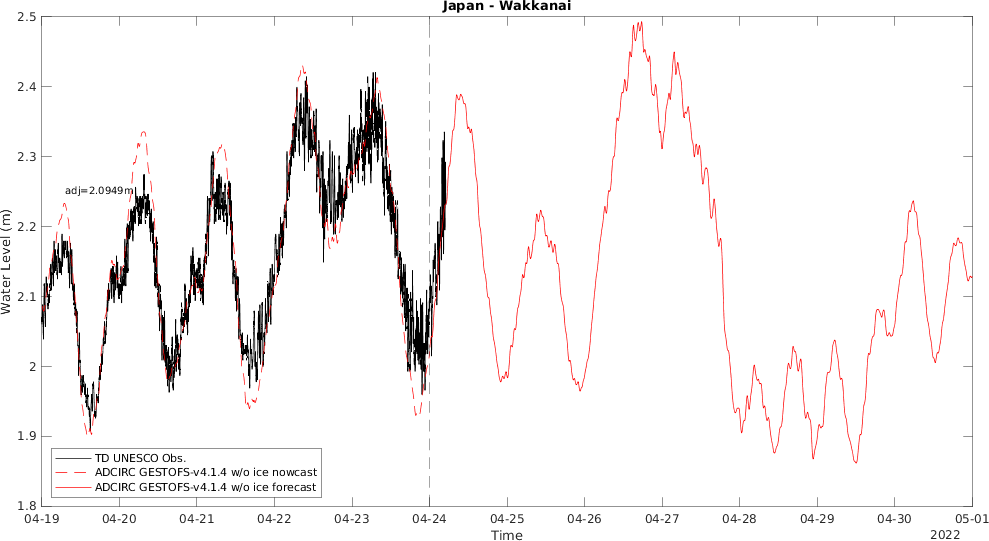 Japan - Wakkanai
2.5
2.4
2.3
2.2
2.1
2
1.9
1.8
Water Level (m)
adj=2.0949m
TD UNESCO Obs.
ADCIRC GESTOFS-v4.1.4 w/o ice nowcast
ADCIRC GESTOFS-v4.1.4 w/o ice forecast
04-19 04-20 04-21 04-22 04-23 04-24 04-25 04-26 04-27 04-28 04-29 04-30 05-01
Time
2022